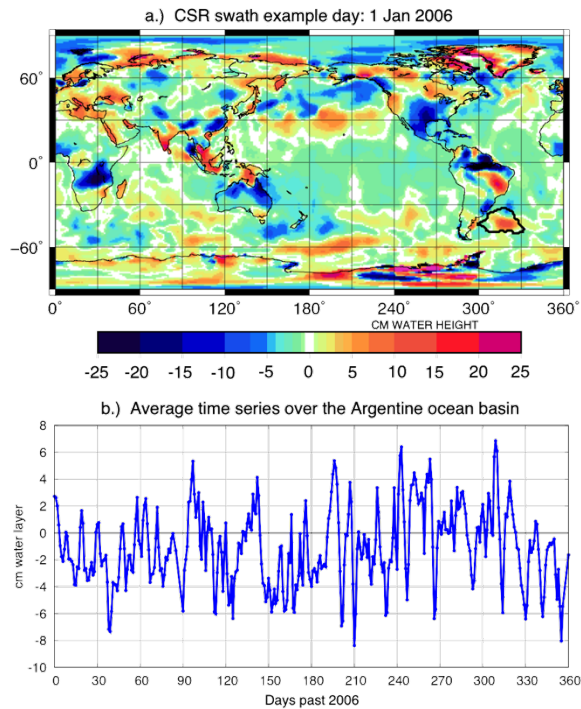 a.) CSR swath example day: 1 Jan 2006
60°
0°
−60°
0° 60° 120° 180° 240° 300° 360°
CM WATER HEIGHT
-25 -20 -15 -10 -5 0 5 10 15 20 25
b.) Average time series over the Argentine ocean basin
8
6
4
2
0
-2
-4
-6
-8
-10
cm water layer
0 30 60 90 120 150 180 210 240 270 300 330 360
Days past 2006